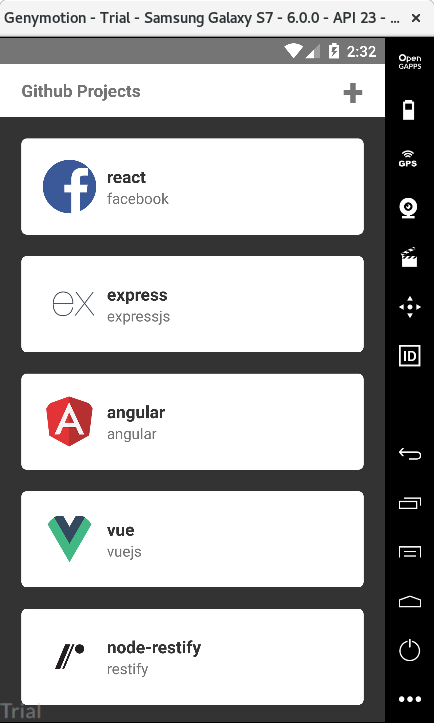 Genymotion - Trial - Samsung Galaxy S7 - 6.0.0 - API 23 - ...
Open
GAPPS
2:32
Github Projects
GPS
react
facebook
express
expressjs
ex
ID
angular
angular
A
vue
vuejs
node-restify
restify
Trial